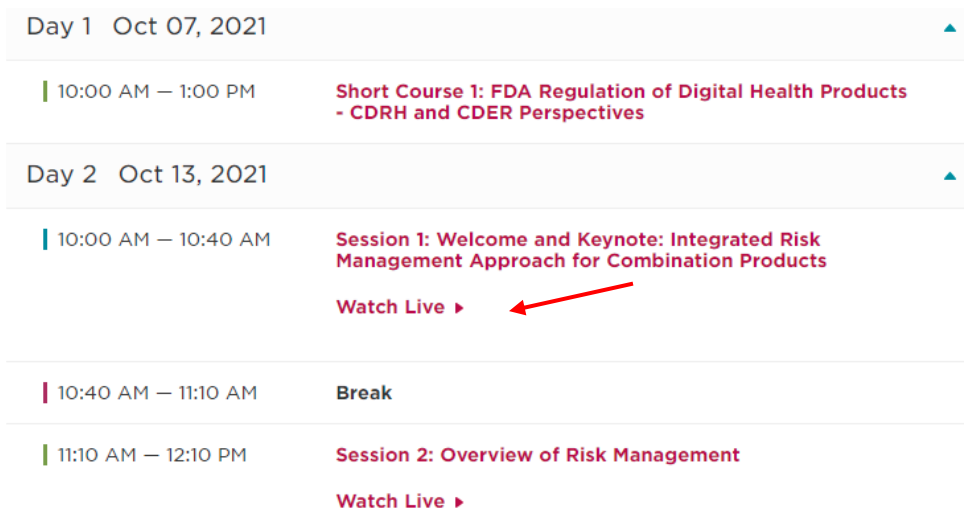 Day 1 Oct 07, 2021
10:00 AM — 1:00 PM
Short Course 1: FDA Regulation of Digital Health Products
- CDRH and CDER Perspectives
Day 2 Oct 13, 2021
10:00 AM — 10:40 AM
Session 1: Welcome and Keynote: Integrated Risk
Management Approach for Combination Products
Watch Live
10:40 AM — 11:10 AM
Break
11:10 AM — 12:10 PM
Session 2: Overview of Risk Management
Watch Live